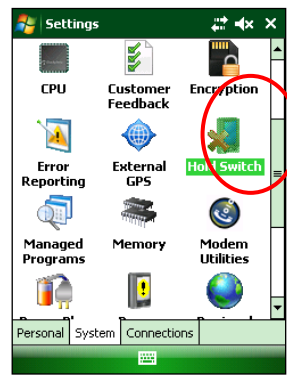 Settings
CPU
Customer
Feedback
Encryption
Error
Reporting
External
GPS
Hold Switch
Managed
Programs
Memory
Modem
Utilities
Personal
System
Connections